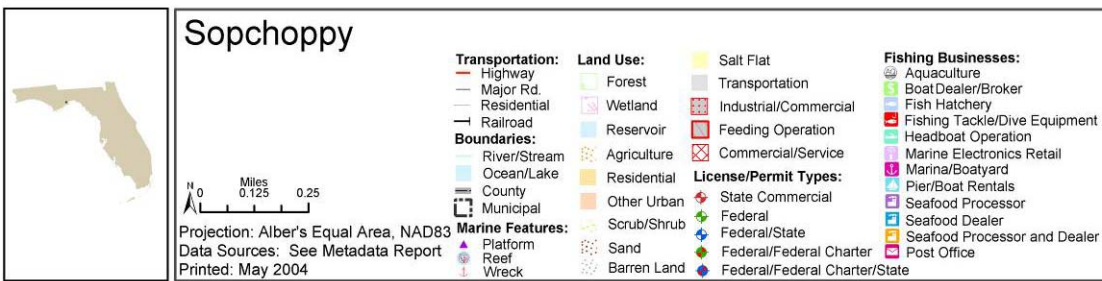 Sopchoppy
N
Miles
0 0.125 0.25
Projection: Alber's Equal Area, NAD83
Data Sources: See Metadata Report
Printed: May 2004
Transportation:
Highway
Major Rd.
Residential
Railroad
Boundaries:
River/Stream
Ocean/Lake
County
Municipal
Marine Features:
Platform
Reef
Wreck
Land Use:
Forest
Wetland
Reservoir
Agriculture
Residential
Other Urban
Scrub/Shrub
Sand
Barren Land
Salt Flat
Transportation
Industrial/Commercial
Feeding Operation
Commercial/Service
License/Permit Types:
State Commercial
Federal
Federal/State
Federal/Federal Charter
Federal/Federal Charter/State
Fishing Businesses:
Aquaculture
Boat Dealer/Broker
Fish Hatchery
Fishing Tackle/Dive Equipment
Headboat Operation
Marine Electronics Retail
Marina/Boatyard
Pier/Boat Rentals
Seafood Processor
Seafood Dealer
Seafood Processor and Dealer
Post Office